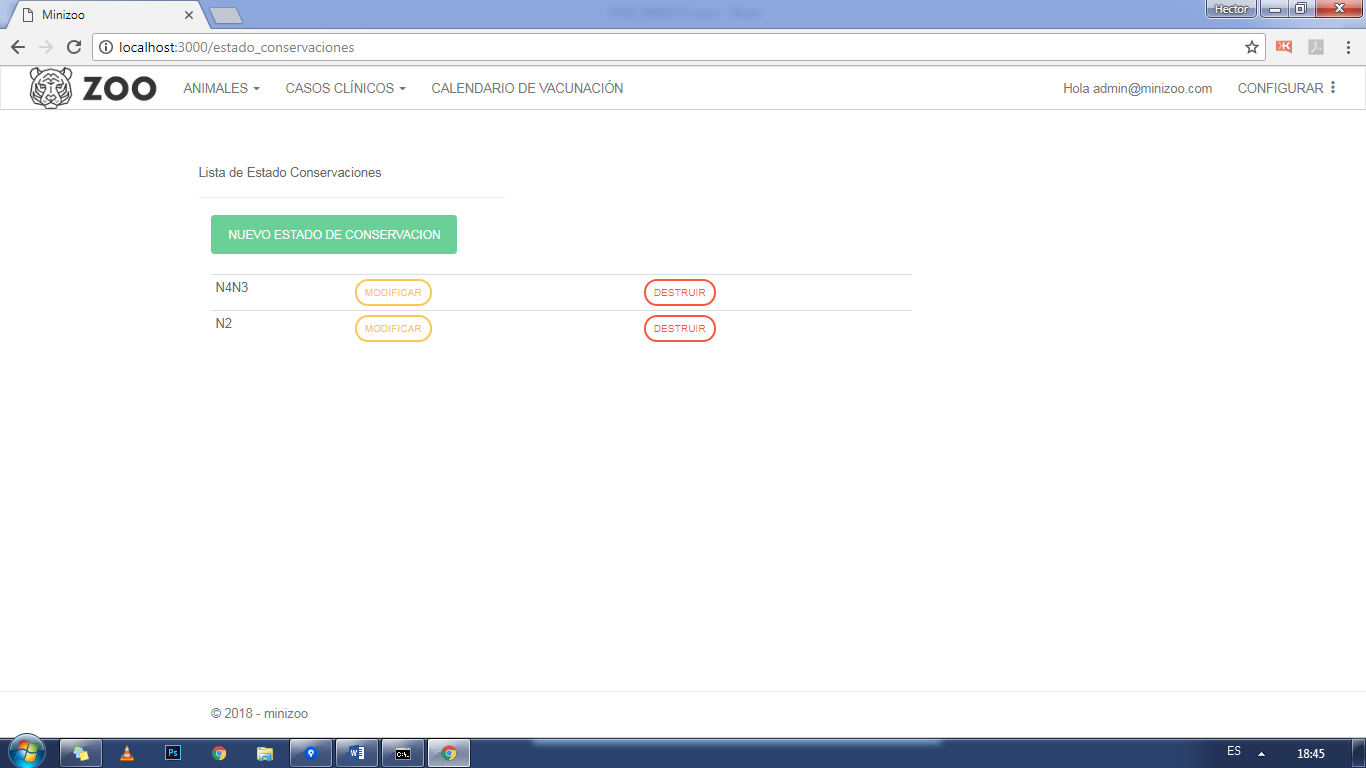 Minizoo
Hector
localhost:3000/estado_conservaciones
ZOO
ANIMALES
CASOS CLÍNICOS
CALENDARIO DE VACUNACIÓN
Hola admin@minizoo.com
CONFIGURAR
Lista de Estado Conservaciones
NUEVO ESTADO DE CONSERVACION
N4N3 MODIFICAR DESTRUIR
N2 MODIFICAR DESTRUIR
© 2018 - minizoo
Ps
W
C:\.
ES
18:45